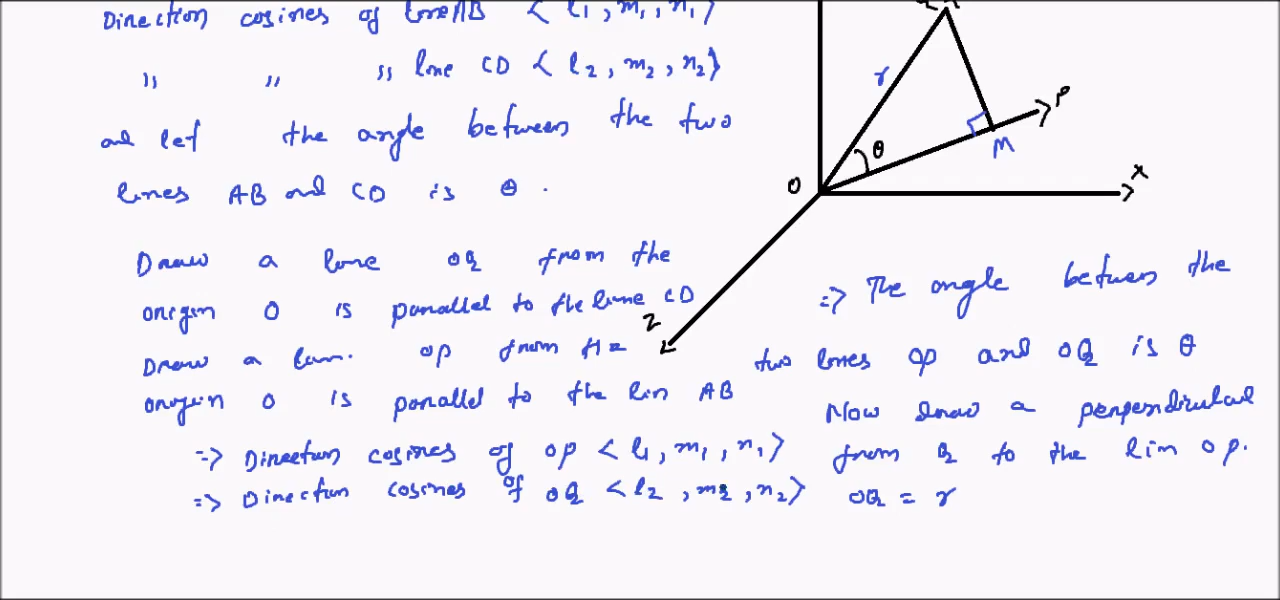 Direction cosines of line AB < l1, m1, n1 >
" " " line CD < l2, m2, n2 >
and let the angle between the two
lines AB and CD is θ .
Draw a line OQ from the
origin O is parallel to the line CD
Draw a line OP from the
origin O is parallel to the line AB
=> Direction cosines of OP < l1, m1, n1 >
=> Direction cosines of OQ < l2, m2, n2 >
r
θ
M
P
O
X
Z
=> The angle between the
two lines OP and OQ is θ
Now draw a perpendicular
from Q to the line OP.
OQ = r